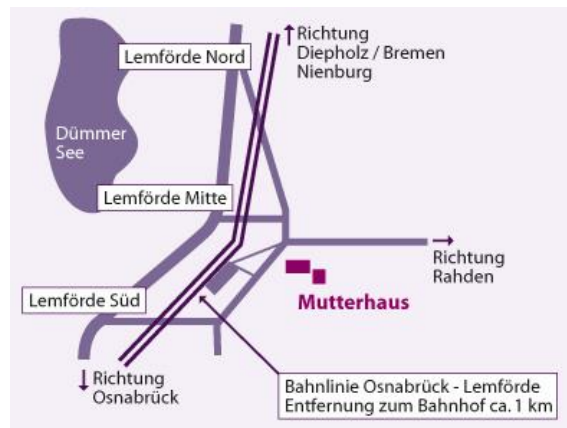 ↑Richtung
Diepholz / Bremen
Nienburg
Lemförde Nord
Dümmer
See
Lemförde Mitte
→
Richtung
Rahden
Mutterhaus
Lemförde Süd
↓Richtung
Osnabrück
Bahnlinie Osnabrück - Lemförde
Entfernung zum Bahnhof ca. 1 km